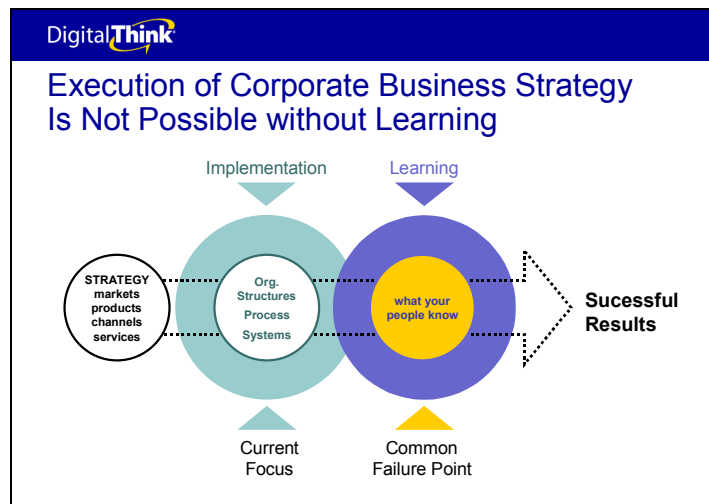 DigitalThink
Execution of Corporate Business Strategy
Is Not Possible without Learning
Implementation
Learning
STRATEGY
markets
products
channels
services
Org.
Structures
Process
Systems
what your
people know
Sucessful
Results
Current
Focus
Common
Failure Point